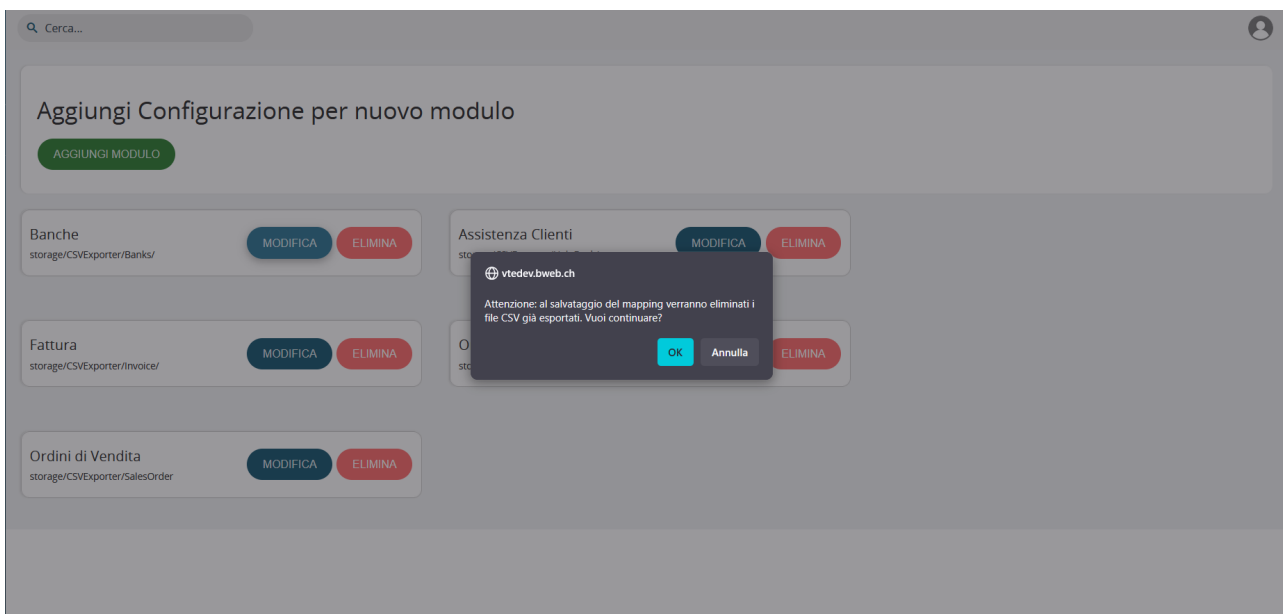 Cerca...
Aggiungi Configurazione per nuovo modulo
AGGIUNGI MODULO
Banche
storage/CSVExporter/Banks/
MODIFICA
ELIMINA
Assistenza Clienti
MODIFICA
ELIMINA
vtedev.bweb.ch
Attenzione: al salvataggio del mapping verranno eliminati i
file CSV già esportati. Vuoi continuare?
OK
Annulla
Fattura
storage/CSVExporter/Invoice/
MODIFICA
ELIMINA
ELIMINA
Ordini di Vendita
storage/CSVExporter/SalesOrder
MODIFICA
ELIMINA